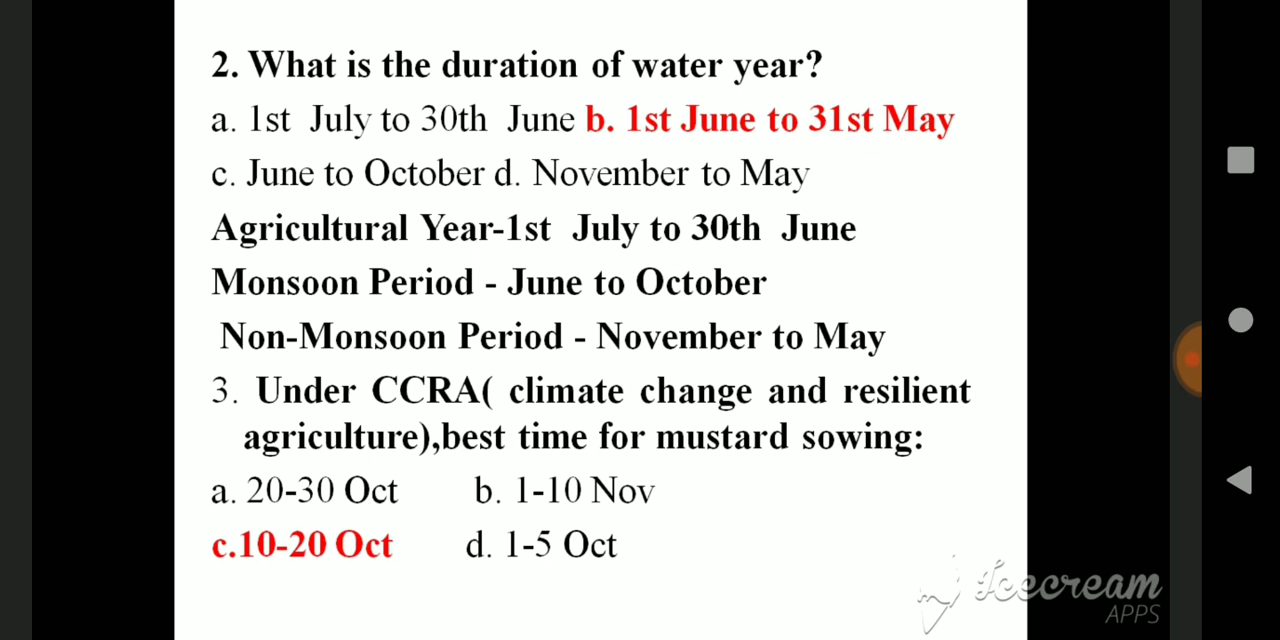 2. What is the duration of water year?
a. 1st July to 30th June b. 1st June to 31st May
c. June to October d. November to May
Agricultural Year-1st July to 30th June
Monsoon Period - June to October
Non-Monsoon Period - November to May
3. Under CCRA( climate change and resilient
agriculture),best time for mustard sowing:
a. 20-30 Oct b. 1-10 Nov
c.10-20 Oct d. 1-5 Oct
Icecream
APPS